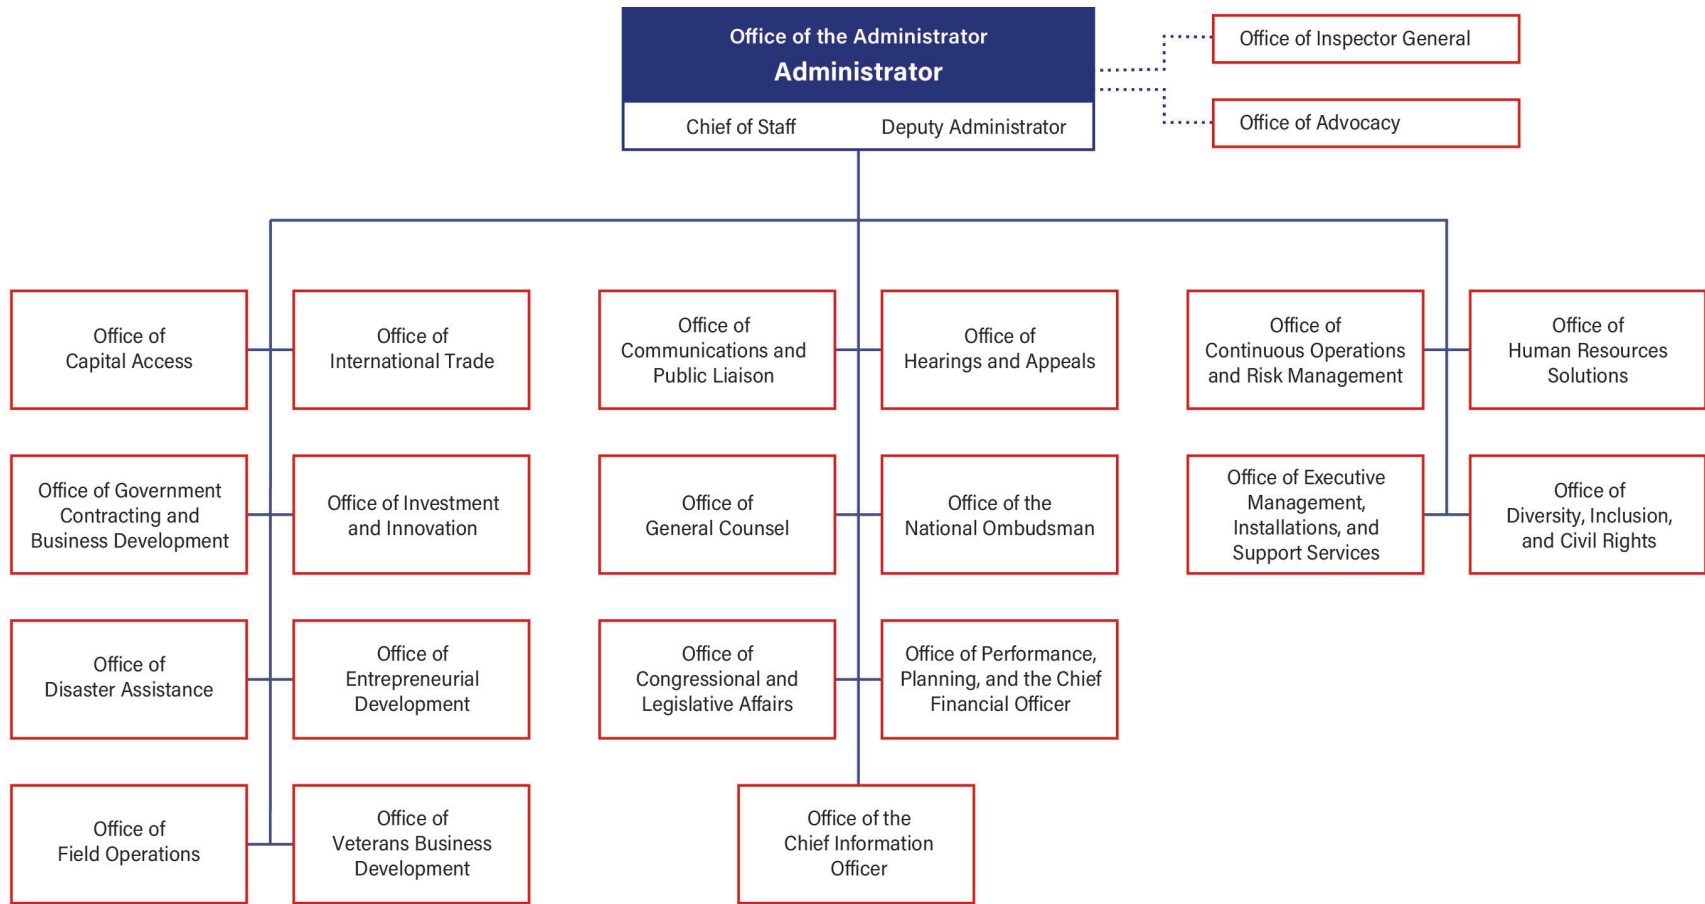 Office of the Administrator
Administrator
Chief of Staff
Deputy Administrator
Office of Inspector General
Office of Advocacy
Office of
Capital Access
Office of
International Trade
Office of
Communications and
Public Liaison
Office of
Hearings and Appeals
Office of
Continuous Operations
and Risk Management
Office of
Human Resources
Solutions
Office of Government
Contracting and
Business Development
Office of Investment
and Innovation
Office of
General Counsel
Office of the
National Ombudsman
Office of Executive
Management,
Installations, and
Support Services
Office of
Diversity, Inclusion,
and Civil Rights
Office of
Disaster Assistance
Office of
Entrepreneurial
Development
Office of
Congressional and
Legislative Affairs
Office of Performance,
Planning, and the Chief
Financial Officer
Office of
Field Operations
Office of
Veterans Business
Development
Office of the
Chief Information
Officer